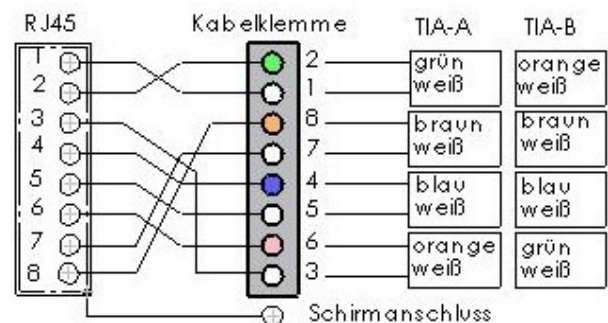 RJ45 Kabelklemme TIA-A TIA-B
1 2 grün orange
2 1 weiß weiß
3 8 braun braun
4 7 weiß weiß
5 4 blau blau
6 5 weiß weiß
7 6 orange grün
8 3 weiß weiß
Schirmanschluss